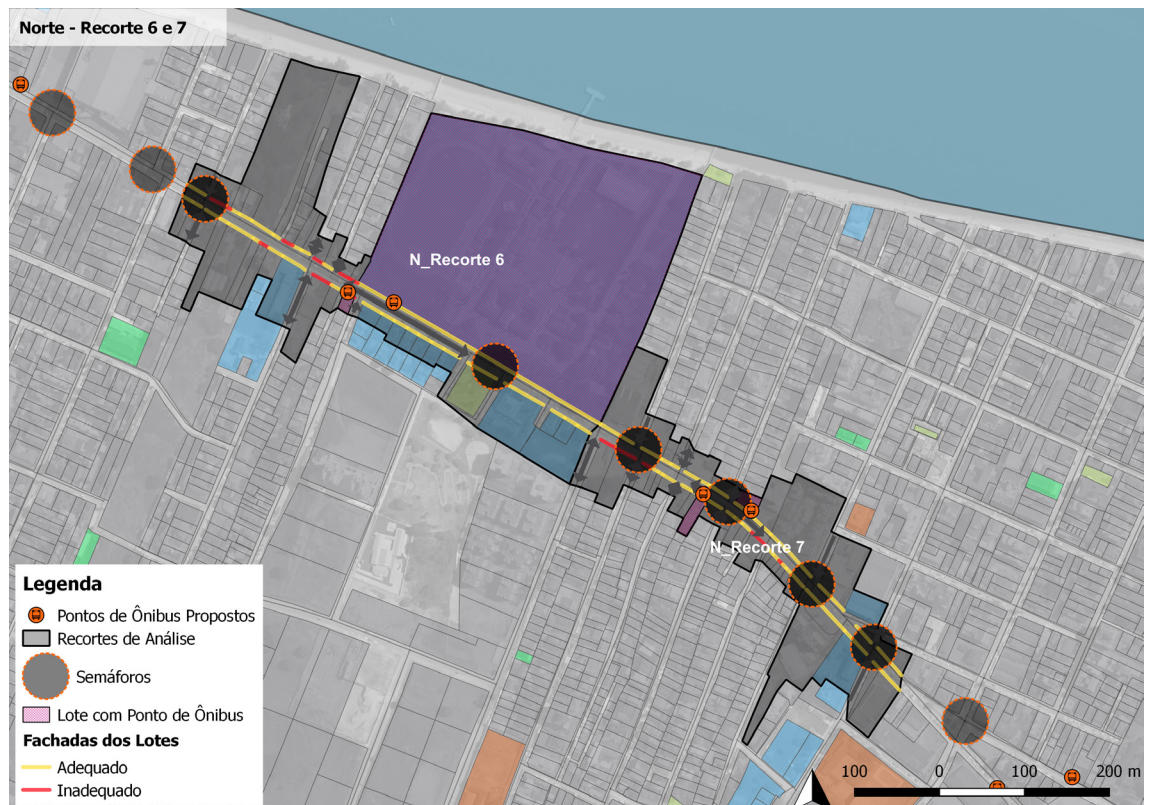 Norte - Recorte 6 e 7
N_Recorte 6
N_Recorte 7
Legenda
Pontos de Ônibus Propostos
Recortes de Análise
Semáforos
Lote com Ponto de Ônibus
Fachadas dos Lotes
Adequado
Inadequado
100 0 100 200 m